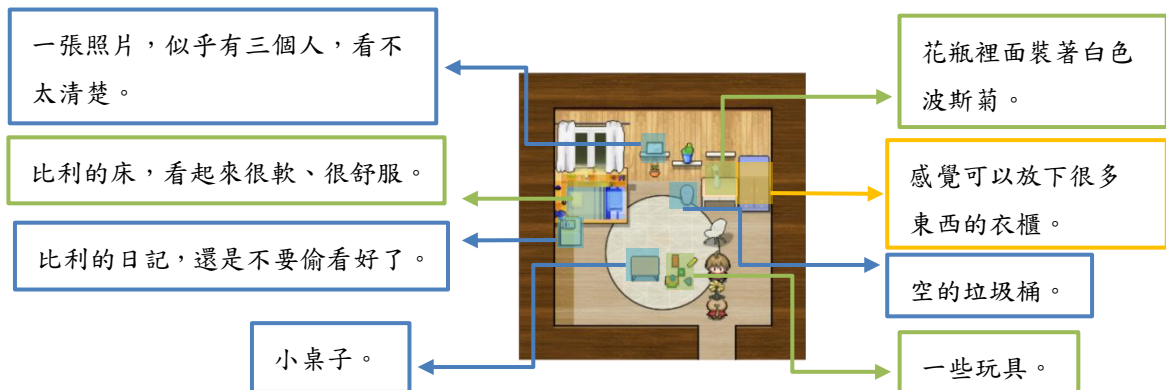 一張照片，似乎有三個人，看不
太清楚。
比利的床，看起來很軟、很舒服。
比利的日記，還是不要偷看好了。
小桌子。
花瓶裡面裝著白色
波斯菊。
感覺可以放下很多
東西的衣櫃。
空的垃圾桶。
一些玩具。